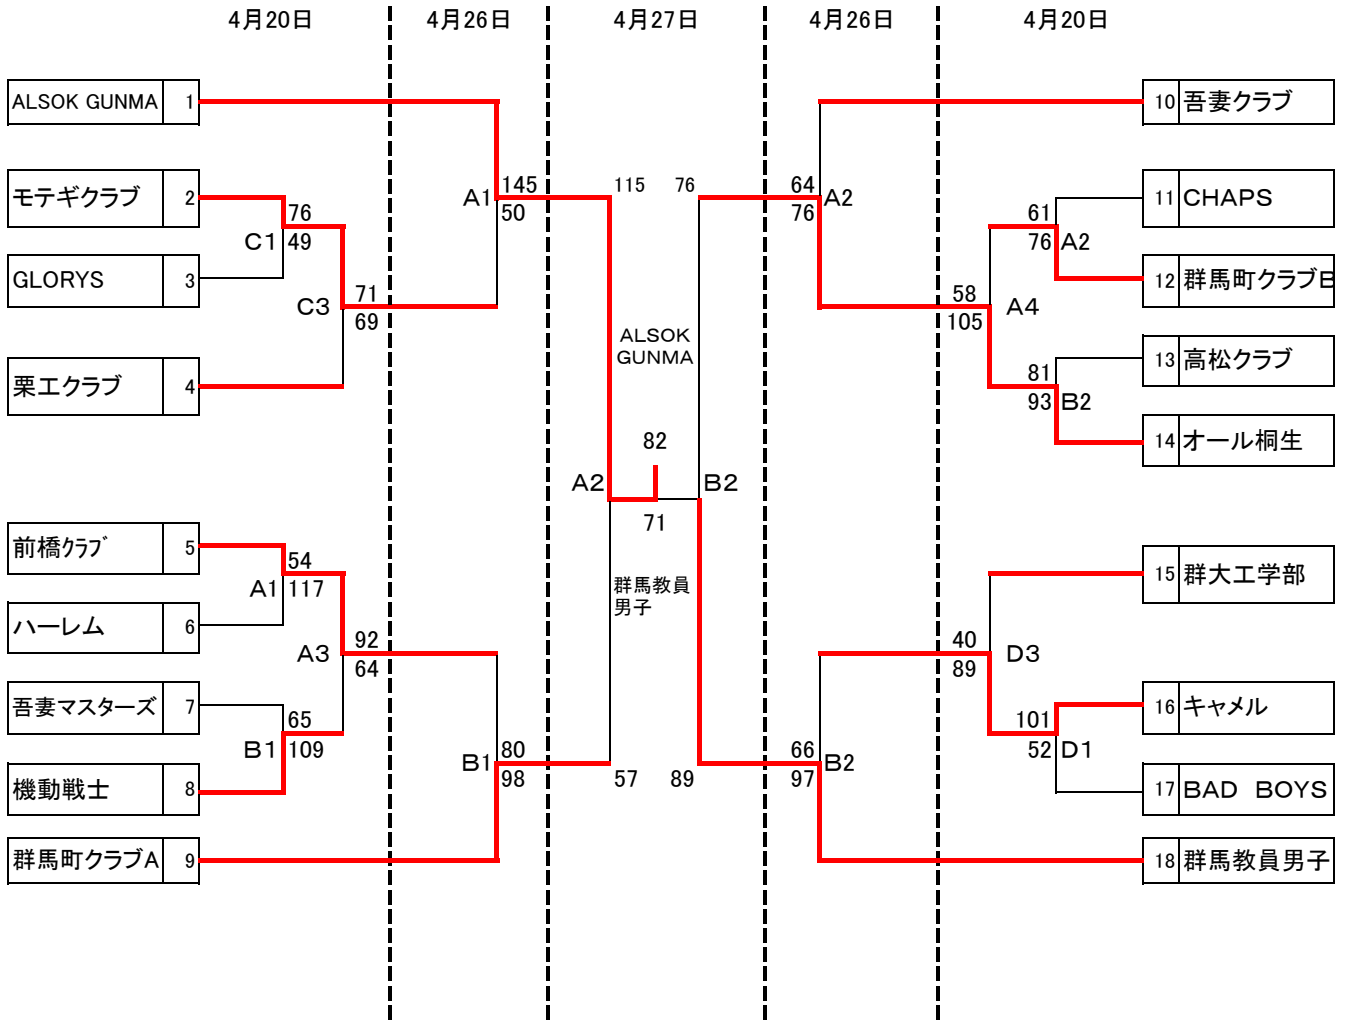 4月20日 4月26日 4月27日 4月26日 4月20日
ALSOK GUNMA 1
モテギクラブ 2
GLORYS 3
栗工クラブ 4
前橋ｸﾗﾌﾞ 5
ハーレム 6
吾妻マスターズ 7
機動戦士 8
群馬町クラブA 9
C1
76
49
C3
71
69
A1
54
117
B1
65
109
A3
92
64
A1
145
50
B1
80
98
115
57
A2
82
71
ALSOK
GUNMA
群馬教員
男子
B2
76
89
64
76
A2
66
97
B2
58
105
A4
40
89
D3
61
76
A2
81
93
B2
101
52
D1
10 吾妻クラブ
11 CHAPS
12 群馬町クラブB
13 高松クラブ
14 オール桐生
15 群大工学部
16 キャメル
17 BAD BOYS
18 群馬教員男子